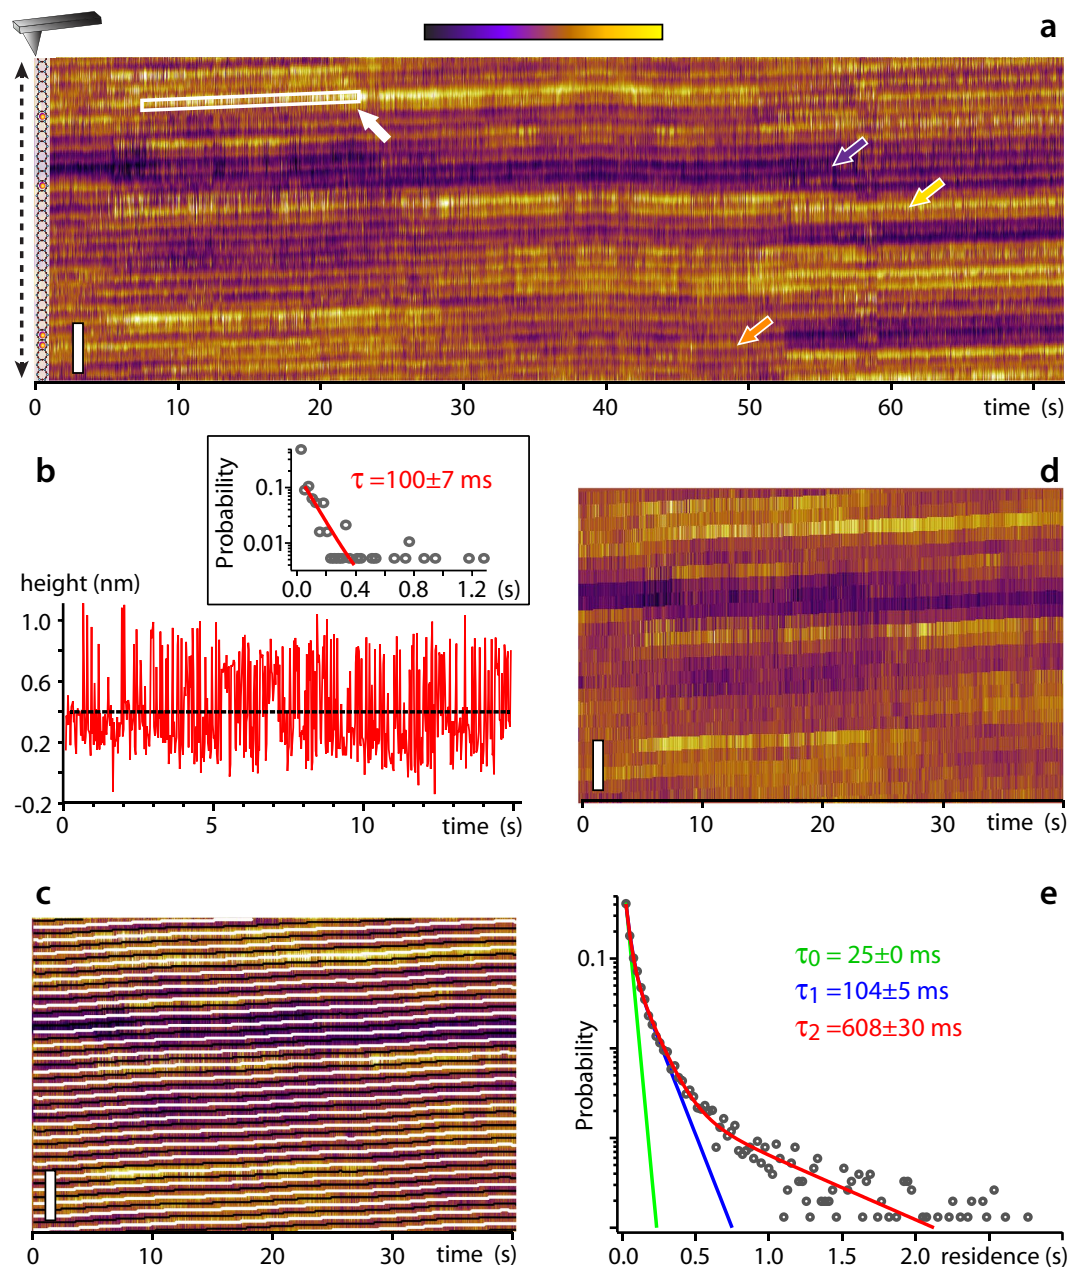 a
0 10 20 30 40 50 60 time (s)
b
Probability
0.1
0.01
τ =100±7 ms
0.0 0.4 0.8 1.2 (s)
height (nm)
1.0
0.6
0.2
-0.2
0 5 10 time (s)
d
0 10 20 30 time (s)
c
0 10 20 30 time (s)
e
Probability
0.1
τ0 = 25±0 ms
τ1 =104±5 ms
τ2 =608±30 ms
0.0 0.5 1.0 1.5 2.0 residence (s)